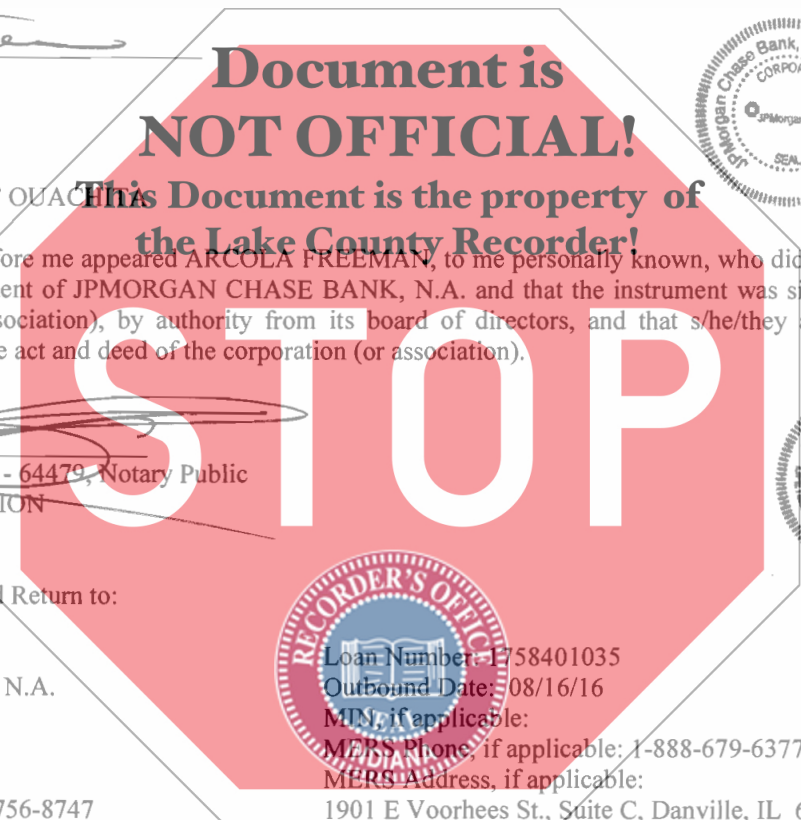 Document is
NOT OFFICIAL!
This Document is the property of
the Lake County Recorder!
JPMorgan Chase Bank,
SEAL
OUACHITA
ore me appeared ARCOLA FREEMAN, to me personally known, who did
ent of JPMORGAN CHASE BANK, N.A. and that the instrument was si
sociation), by authority from its board of directors, and that s/he/they
e act and deed of the corporation (or association).
STOP
- 64479, Notary Public
ION
Return to:
RECORDER'S OFFICE
SEAL
INDIANA
Loan Number: 1758401035
N.A.
Outbound Date: 08/16/16
MIN, if applicable:
MERS Phone, if applicable: 1-888-679-6377
MERS Address, if applicable:
756-8747
1901 E Voorhees St., Suite C, Danville, IL 6